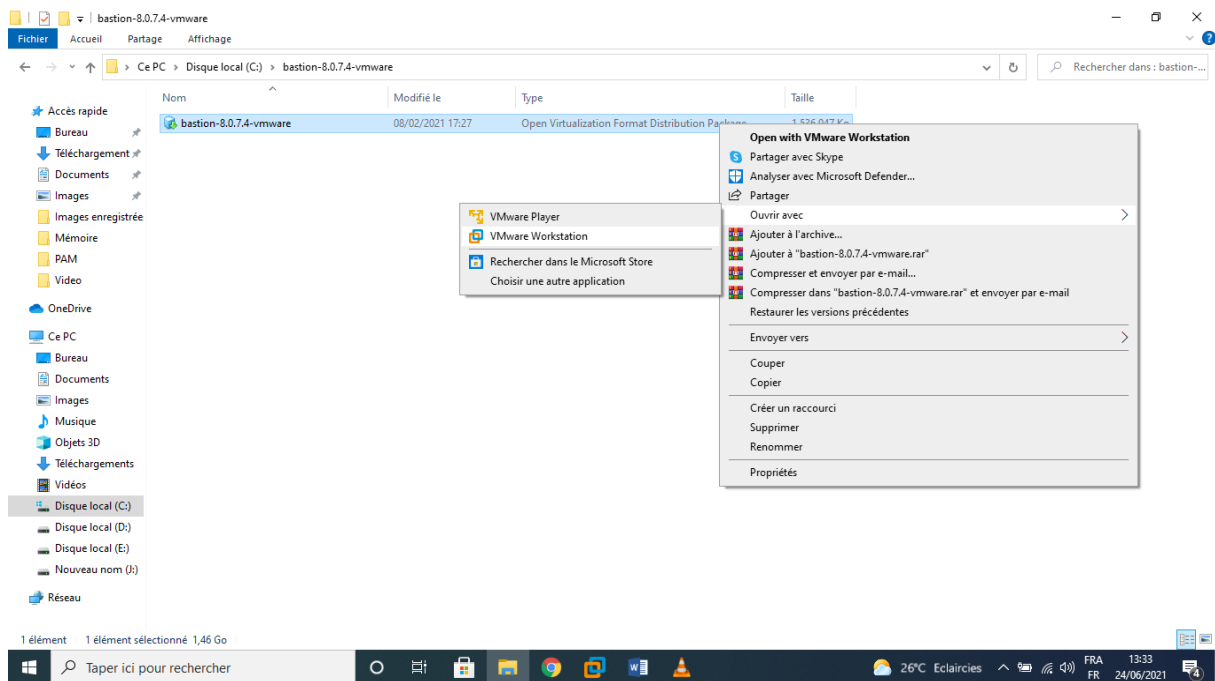 bastion-8.0.7.4-vmware
Fichier Accueil Partage Affichage
Ce PC > Disque local (C:) > bastion-8.0.7.4-vmware
Rechercher dans : bastion-...
Nom Modifié le Type Taille
bastion-8.0.7.4-vmware 08/02/2021 17:27 Open Virtualization Format Distribution Package 1 536 947 Ko
Accès rapide
Bureau
Téléchargement
Documents
Images
Images enregistrée
Mémoire
PAM
Video
OneDrive
Ce PC
Bureau
Documents
Images
Musique
Objets 3D
Téléchargements
Vidéos
Disque local (C:)
Disque local (D:)
Disque local (E:)
Nouveau nom (J:)
Réseau
VMware Player
VMware Workstation
Rechercher dans le Microsoft Store
Choisir une autre application
Open with VMware Workstation
Partager avec Skype
Analyser avec Microsoft Defender...
Partager
Ouvrir avec
Ajouter à l'archive...
Ajouter à "bastion-8.0.7.4-vmware.rar"
Compresser et envoyer par e-mail...
Compresser dans "bastion-8.0.7.4-vmware.rar" et envoyer par e-mail
Restaurer les versions précédentes
Envoyer vers
Couper
Copier
Créer un raccourci
Supprimer
Renommer
Propriétés
1 élément 1 élément sélectionné 1,46 Go
Taper ici pour rechercher
26°C Eclaircies
FRA
FR
13:33
24/06/2021
4